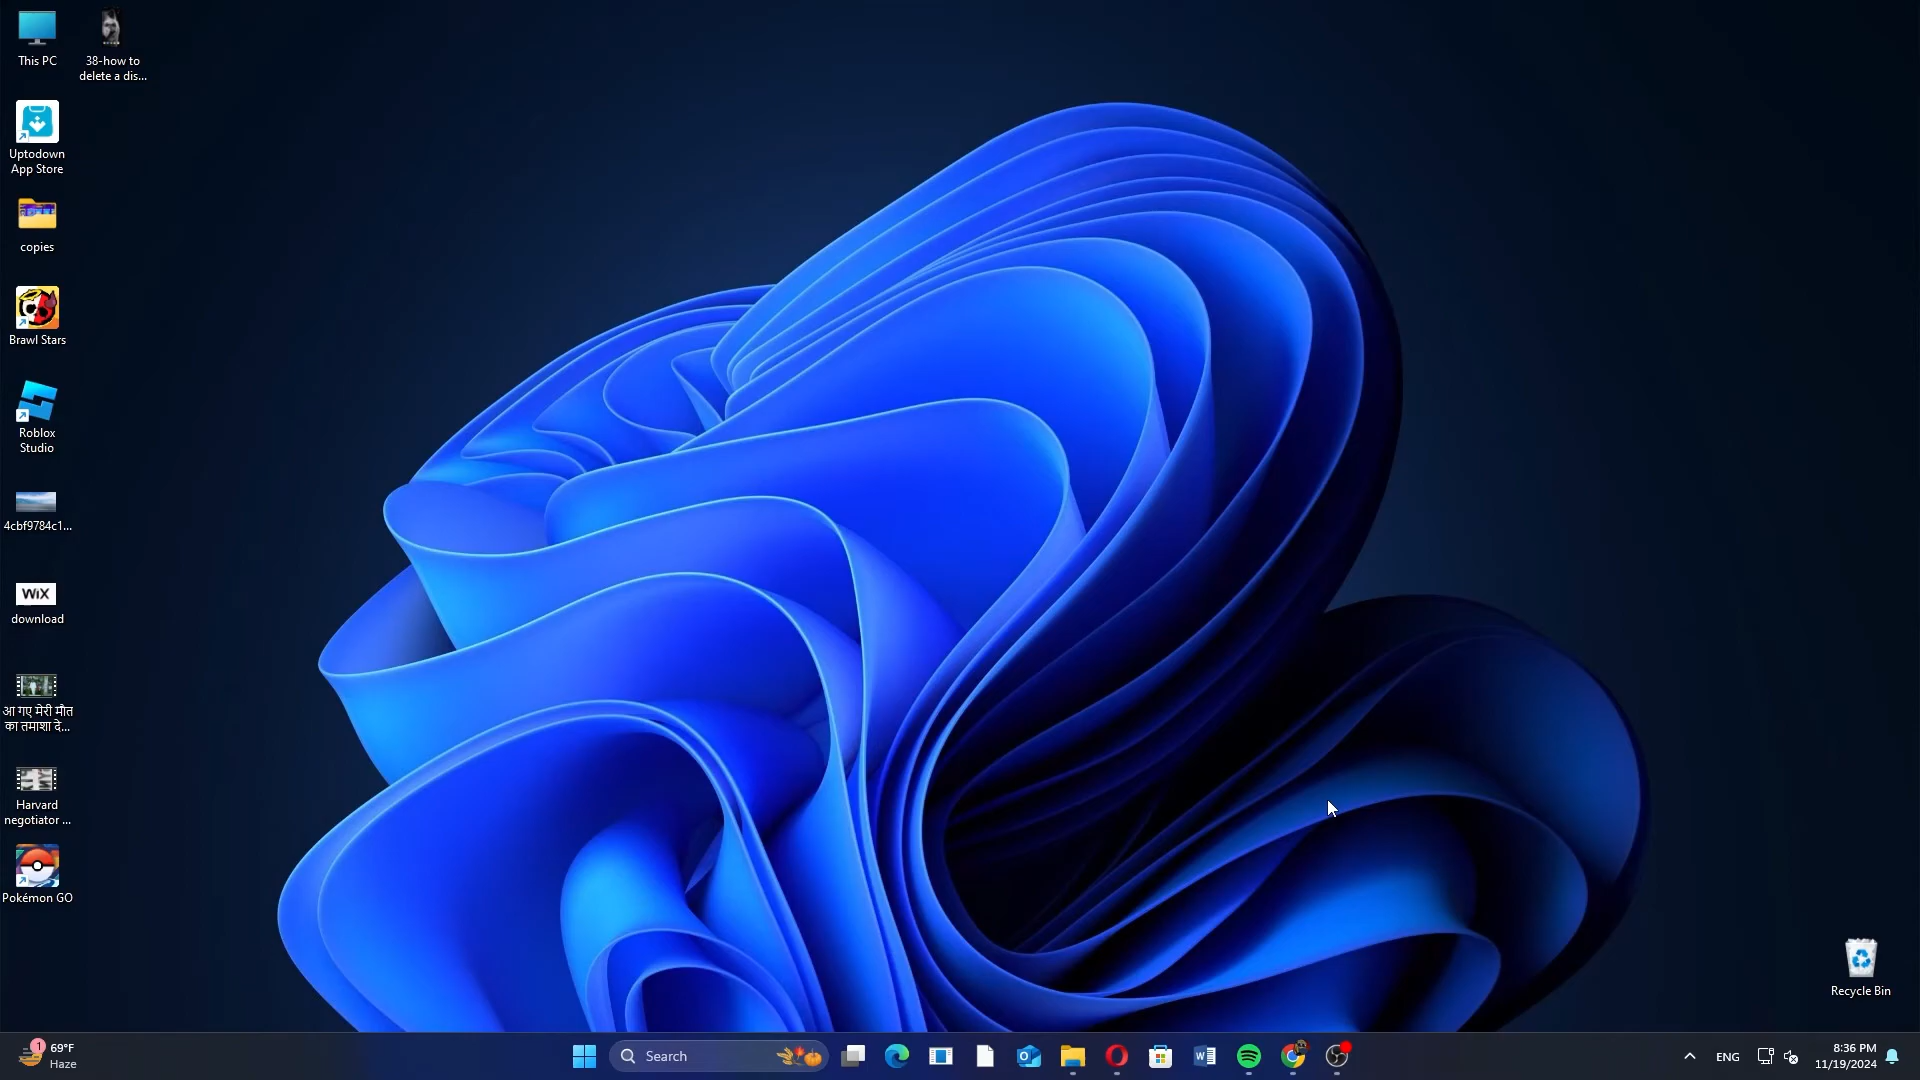 This PC
38-how to
delete a dis...
Uptodown
App Store
copies
Brawl Stars
Roblox
Studio
4cbf9784c1...
WiX
download
आ गए मेरी मौत
का तमाशा दे...
Harvard
negotiator ...
Pokémon GO
Recycle Bin
1
69°F
Haze
Search
W
ENG
8:36 PM
11/19/2024